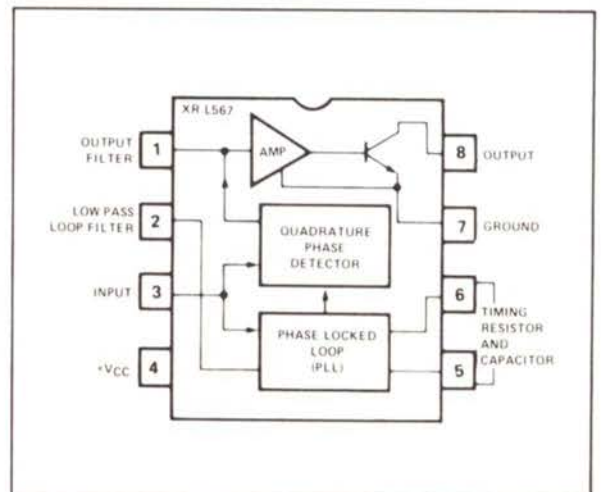 XR L567
OUTPUT
FILTER
1
AMP
8
OUTPUT
LOW PASS
LOOP FILTER
2
QUADRATURE
PHASE
DETECTOR
7
GROUND
INPUT
3
6
TIMING
RESISTOR
AND
CAPACITOR
PHASE LOCKED
LOOP
(PLL)
+VCC
4
5